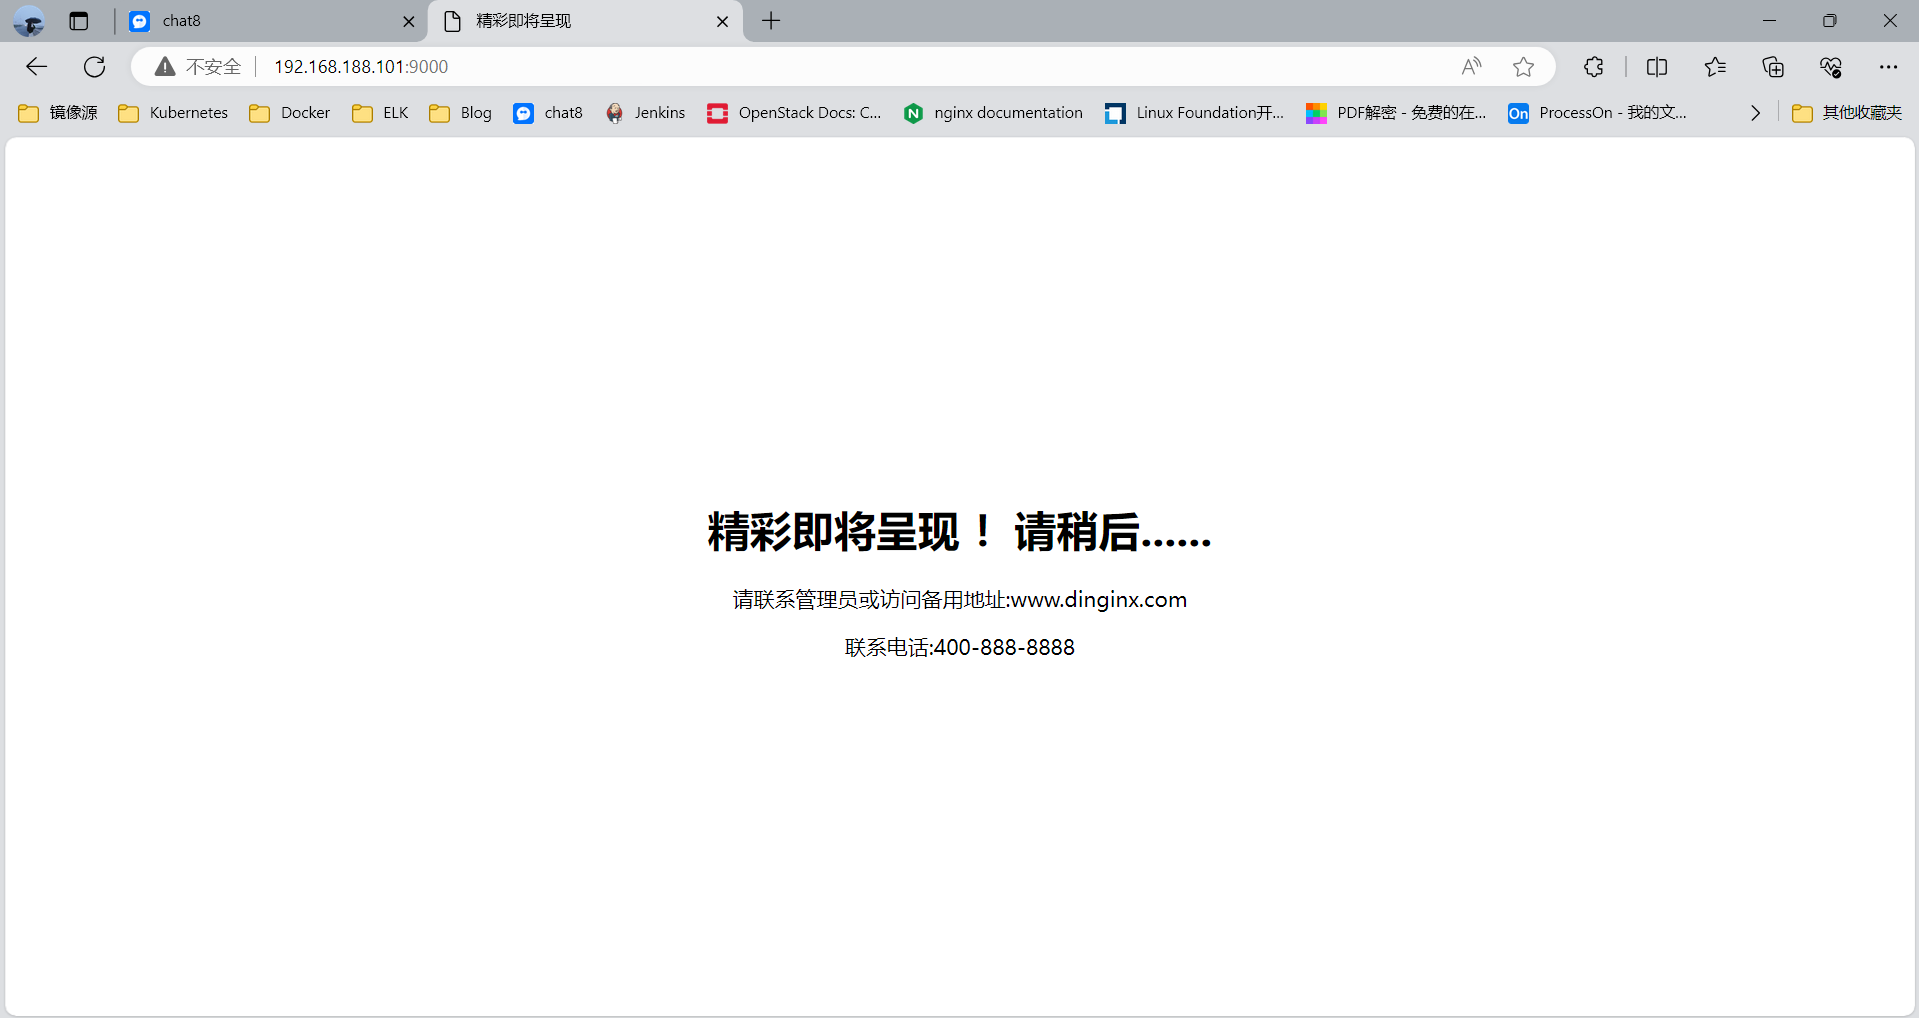 chat8
精彩即将呈现
不安全
192.168.188.101:9000
镜像源
Kubernetes
Docker
ELK
Blog
chat8
Jenkins
OpenStack Docs: C...
nginx documentation
Linux Foundation开...
PDF解密 - 免费的在...
On
ProcessOn - 我的文...
其他收藏夹
精彩即将呈现！ 请稍后......
请联系管理员或访问备用地址:www.dinginx.com
联系电话:400-888-8888